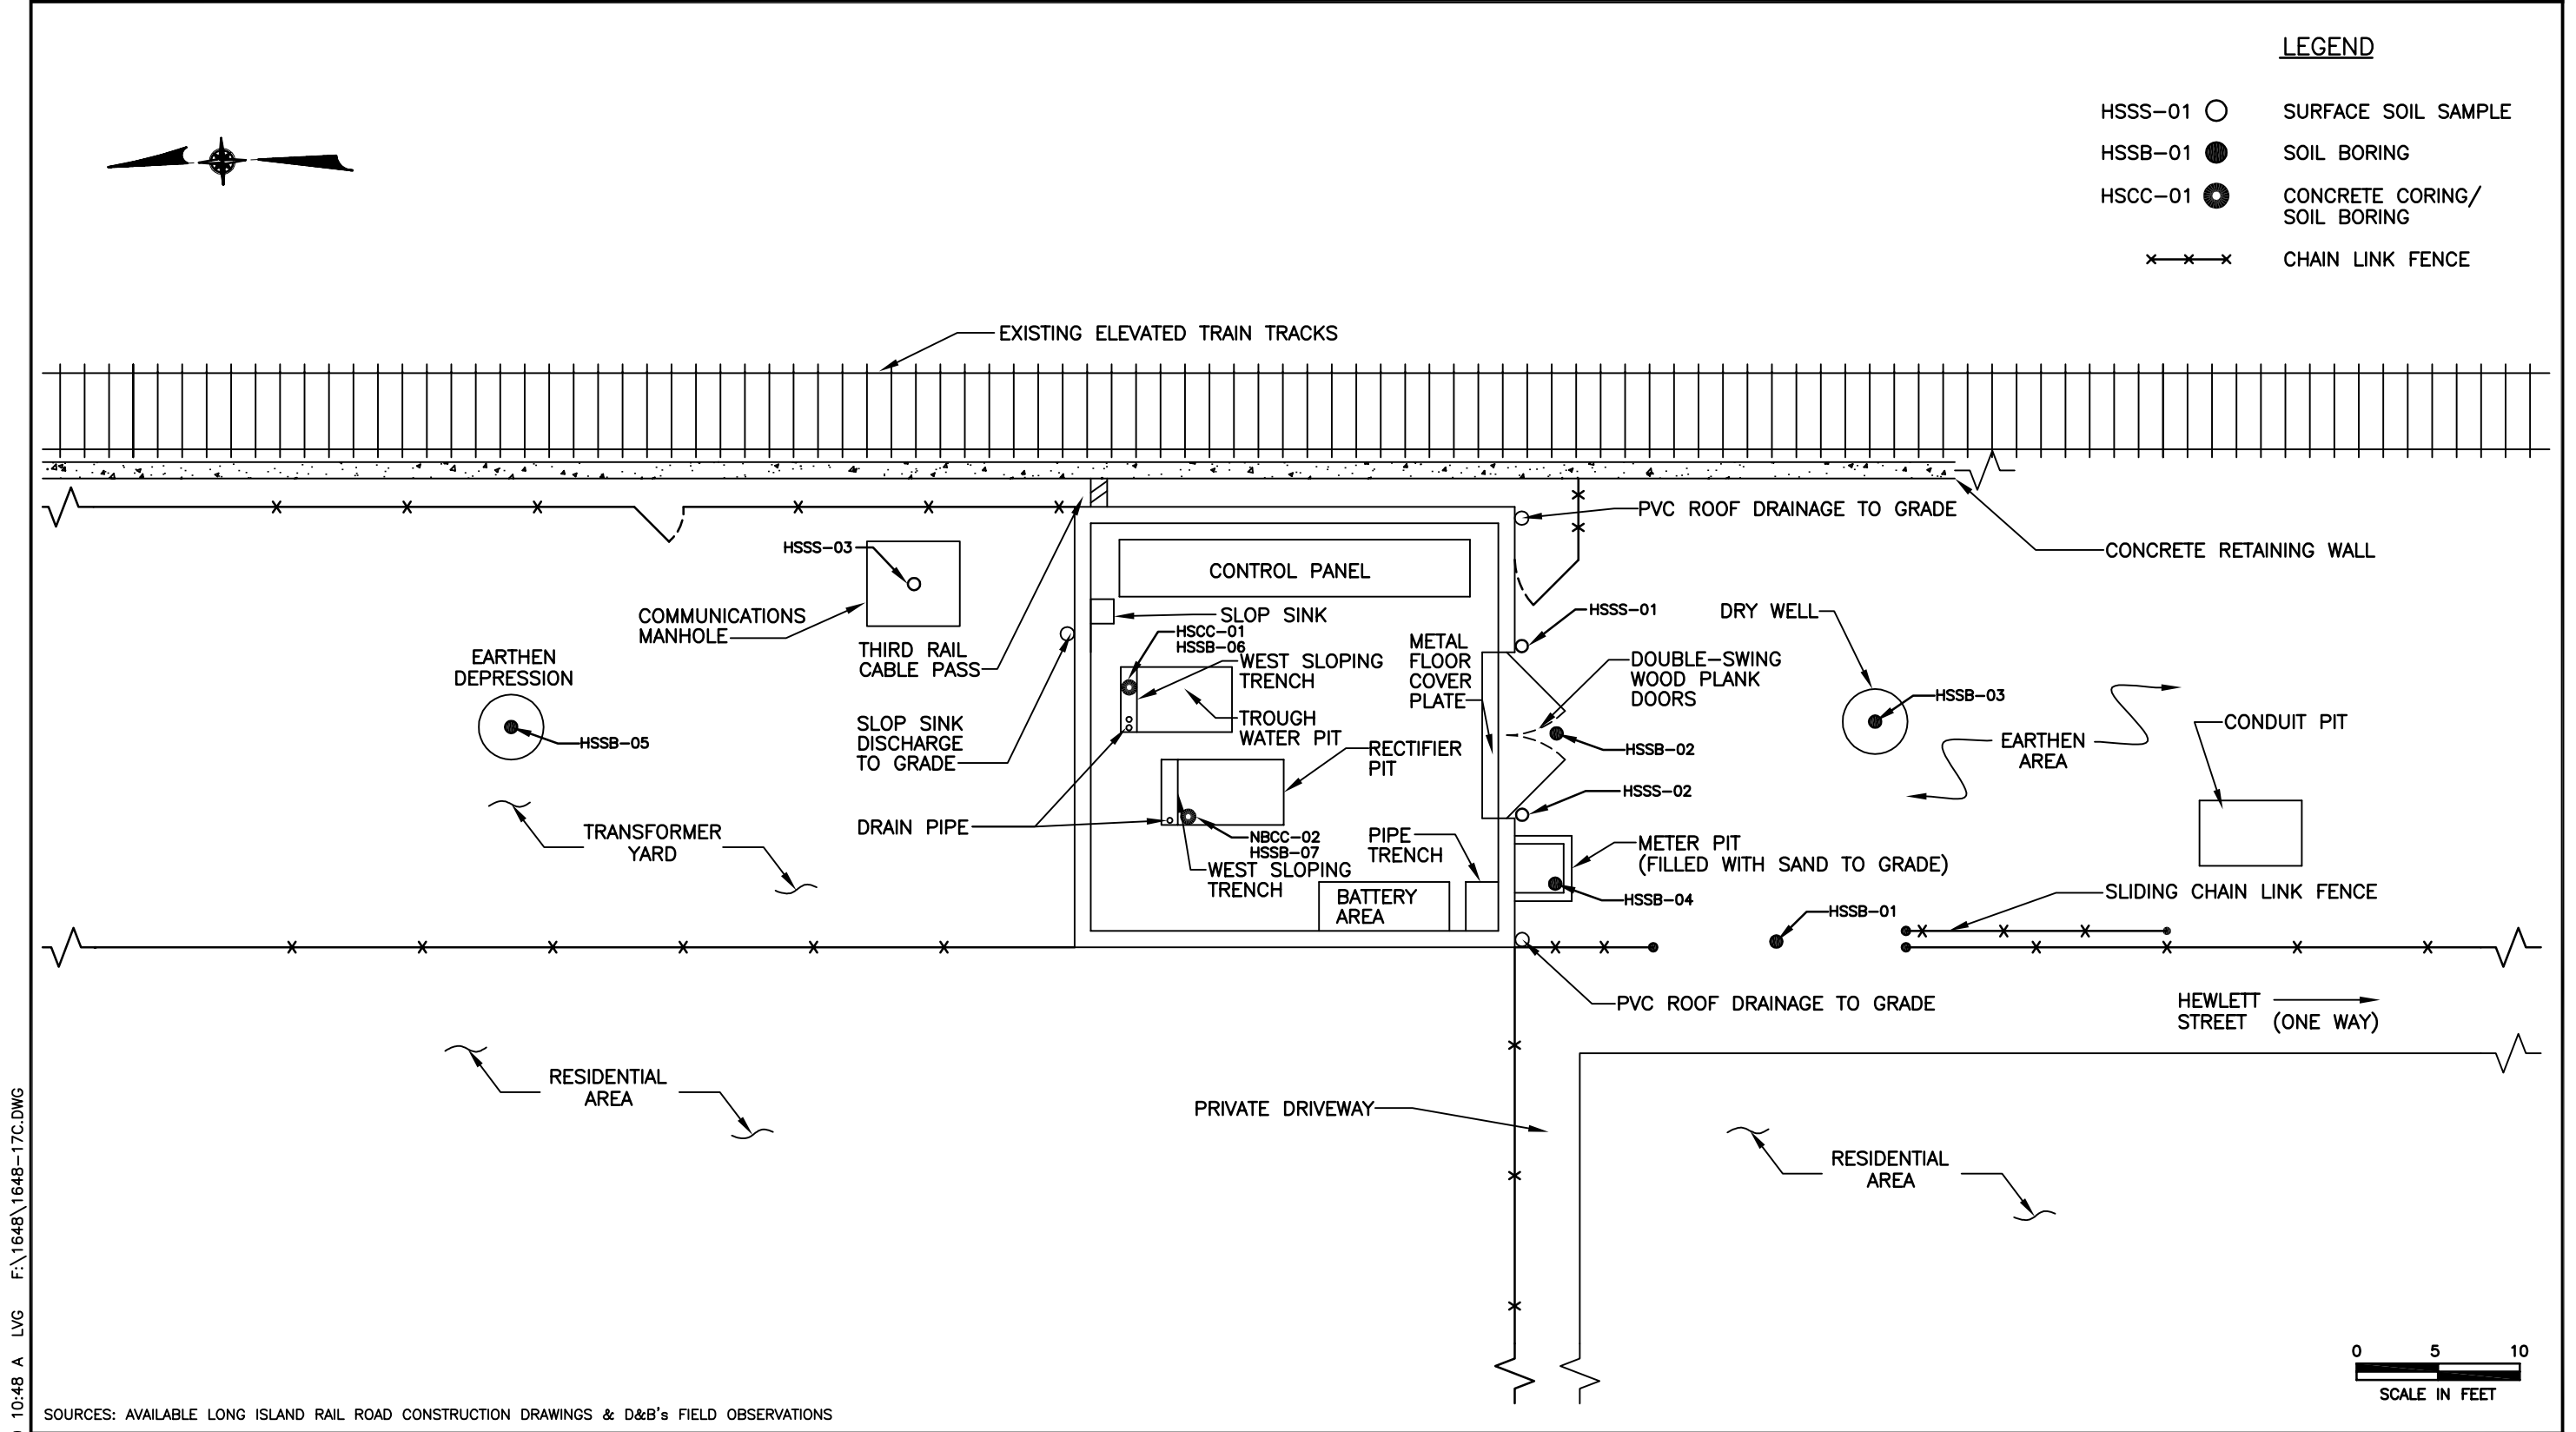 LEGEND
HSSS-01 SURFACE SOIL SAMPLE
HSSB-01 SOIL BORING
HSCC-01 CONCRETE CORING/
SOIL BORING
CHAIN LINK FENCE
EXISTING ELEVATED TRAIN TRACKS
PVC ROOF DRAINAGE TO GRADE
CONCRETE RETAINING WALL
HSSS-03
COMMUNICATIONS
MANHOLE
THIRD RAIL
CABLE PASS
EARTHEN
DEPRESSION
HSSB-05
SLOP SINK
DISCHARGE
TO GRADE
DRAIN PIPE
TRANSFORMER
YARD
CONTROL PANEL
SLOP SINK
HSCC-01
HSSB-06
WEST SLOPING
TRENCH
TROUGH
WATER PIT
RECTIFIER
PIT
METAL
FLOOR
COVER
PLATE
NBCC-02
HSSB-07
WEST SLOPING
TRENCH
PIPE
TRENCH
BATTERY
AREA
HSSS-01
DOUBLE-SWING
WOOD PLANK
DOORS
HSSB-02
HSSS-02
METER PIT
(FILLED WITH SAND TO GRADE)
HSSB-04
DRY WELL
HSSB-03
EARTHEN
AREA
CONDUIT PIT
SLIDING CHAIN LINK FENCE
HSSB-01
PVC ROOF DRAINAGE TO GRADE
HEWLETT
STREET (ONE WAY)
RESIDENTIAL
AREA
PRIVATE DRIVEWAY
RESIDENTIAL
AREA
0 5 10
SCALE IN FEET
SOURCES: AVAILABLE LONG ISLAND RAIL ROAD CONSTRUCTION DRAWINGS & D&B's FIELD OBSERVATIONS
10:48 A LVG F:\1648\1648-17C.DWG